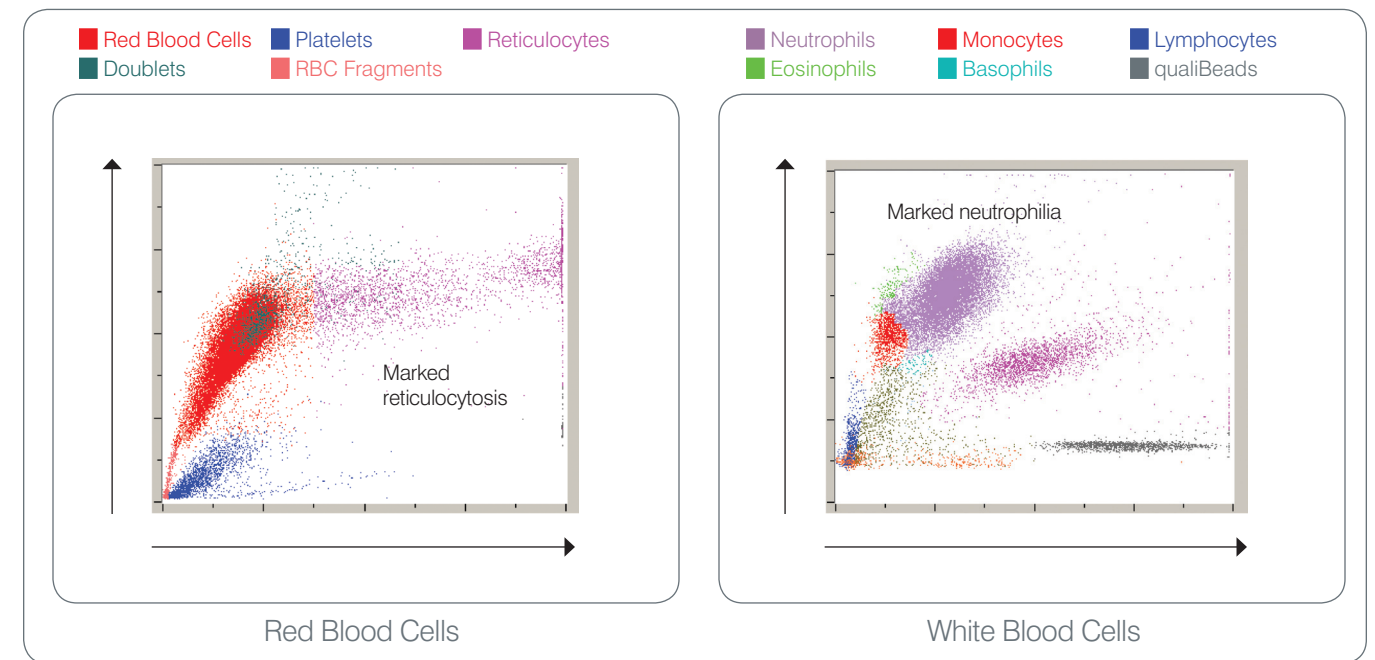 Red Blood Cells
Platelets
Reticulocytes
Doublets
RBC Fragments
Neutrophils
Monocytes
Lymphocytes
Eosinophils
Basophils
qualiBeads
Marked
reticulocytosis
Marked neutrophilia
Red Blood Cells
White Blood Cells